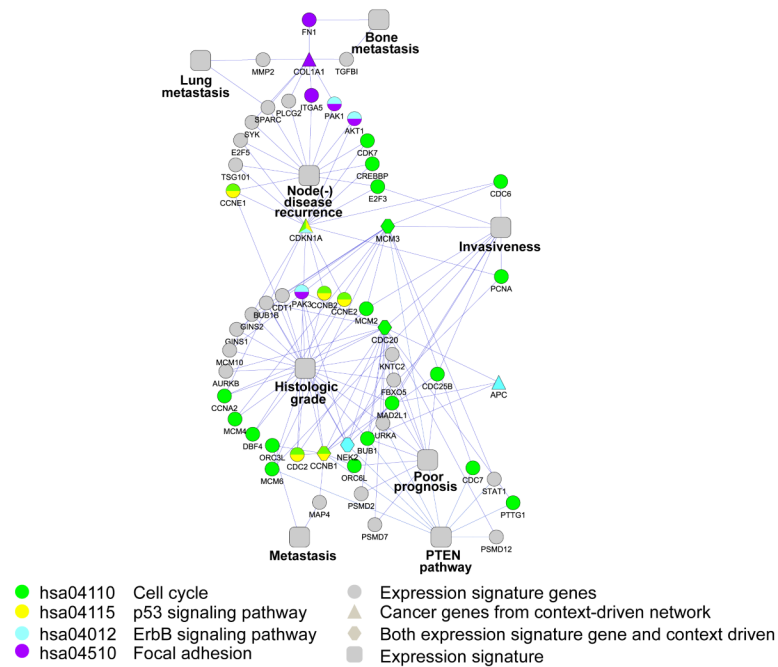 FN1
Bone
metastasis
Lung
metastasis
MMP2
COL1A1
TGFBI
ITGA5
PLCG2
PAK1
SPARC
AKT1
SYK
CDK7
E2F5
CREBBP
TSG101
E2F3
CCNE1
Node(-)
disease
recurrence
CDC6
CDKN1A
MCM3
Invasiveness
PCNA
PAK3
CDT1
CCNB2
CCNE2
BUB1B
MCM2
GINS2
GINS1
CDC20
MCM10
KNTC2
AURKB
Histologic
grade
FBXO5
CDC25B
APC
CCNA2
MAD2L1
MCM4
URKA
DBF4
BUB1
ORC3L
CDC2
CCNB1
NEK2
MCM6
ORC6L
Poor
prognosis
CDC7
STAT1
PSMD2
PTTG1
MAP4
PSMD7
PSMD12
Metastasis
PTEN
pathway
hsa04110 Cell cycle
hsa04115 p53 signaling pathway
hsa04012 ErbB signaling pathway
hsa04510 Focal adhesion
Expression signature genes
Cancer genes from context-driven network
Both expression signature gene and context driven
Expression signature